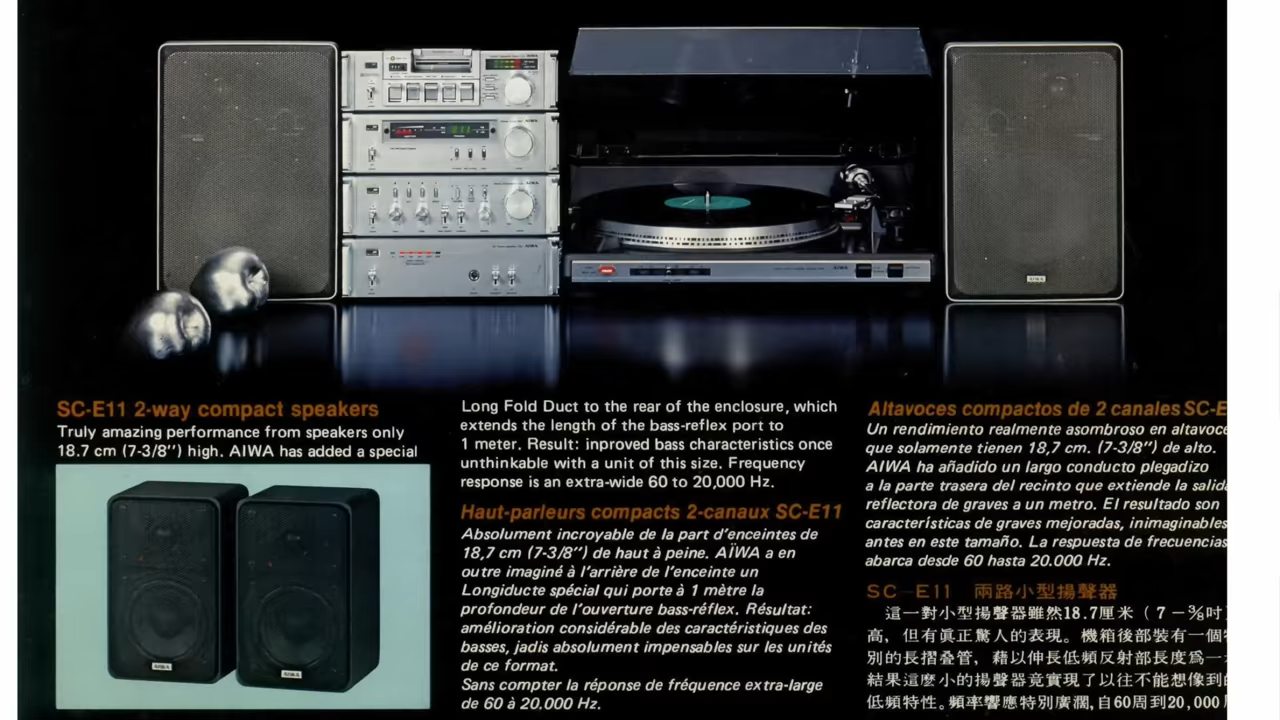 AIWA
AIWA
AIWA
AIWA
AIWA
AIWA
SC-E11 2-way compact speakers
Truly amazing performance from speakers only
18.7 cm (7-3/8'') high. AIWA has added a special
AIWA
AIWA
Long Fold Duct to the rear of the enclosure, which
extends the length of the bass-reflex port to
1 meter. Result: inproved bass characteristics once
unthinkable with a unit of this size. Frequency
response is an extra-wide 60 to 20,000 Hz.
Haut-parleurs compacts 2-canaux SC-E11
Absolument incroyable de la part d'enceintes de
18,7 cm (7-3/8'') de haut à peine. AÏWA a en
outre imaginé à l'arrière de l'enceinte un
Longiducte spécial qui porte à 1 mètre la
profondeur de l'ouverture bass-réflex. Résultat:
amélioration considérable des caractéristiques des
basses, jadis absolument impensables sur les unités
de ce format.
Sans compter la réponse de fréquence extra-large
de 60 à 20.000 Hz.
Altavoces compactos de 2 canales SC-E
Un rendimiento realmente asombroso en altavoce
que solamente tienen 18,7 cm. (7-3/8'') de alto.
AIWA ha añadido un largo conducto plegadizo
a la parte trasera del recinto que extiende la salida
reflectora de graves a un metro. El resultado son
características de graves mejoradas, inimaginables
antes en este tamaño. La respuesta de frecuencias
abarca desde 60 hasta 20.000 Hz.
SC-E11 兩路小型揚聲器
這一對小型揚聲器雖然18.7厘米（7－⅜吋）
高，但有眞正驚人的表現。機箱後部裝有一個特
別的長摺叠管，藉以伸長低頻反射部長度爲一
結果這麼小的揚聲器竟實現了以往不能想像到的
低頻特性。頻率響應特別廣濶，自60周到20,000